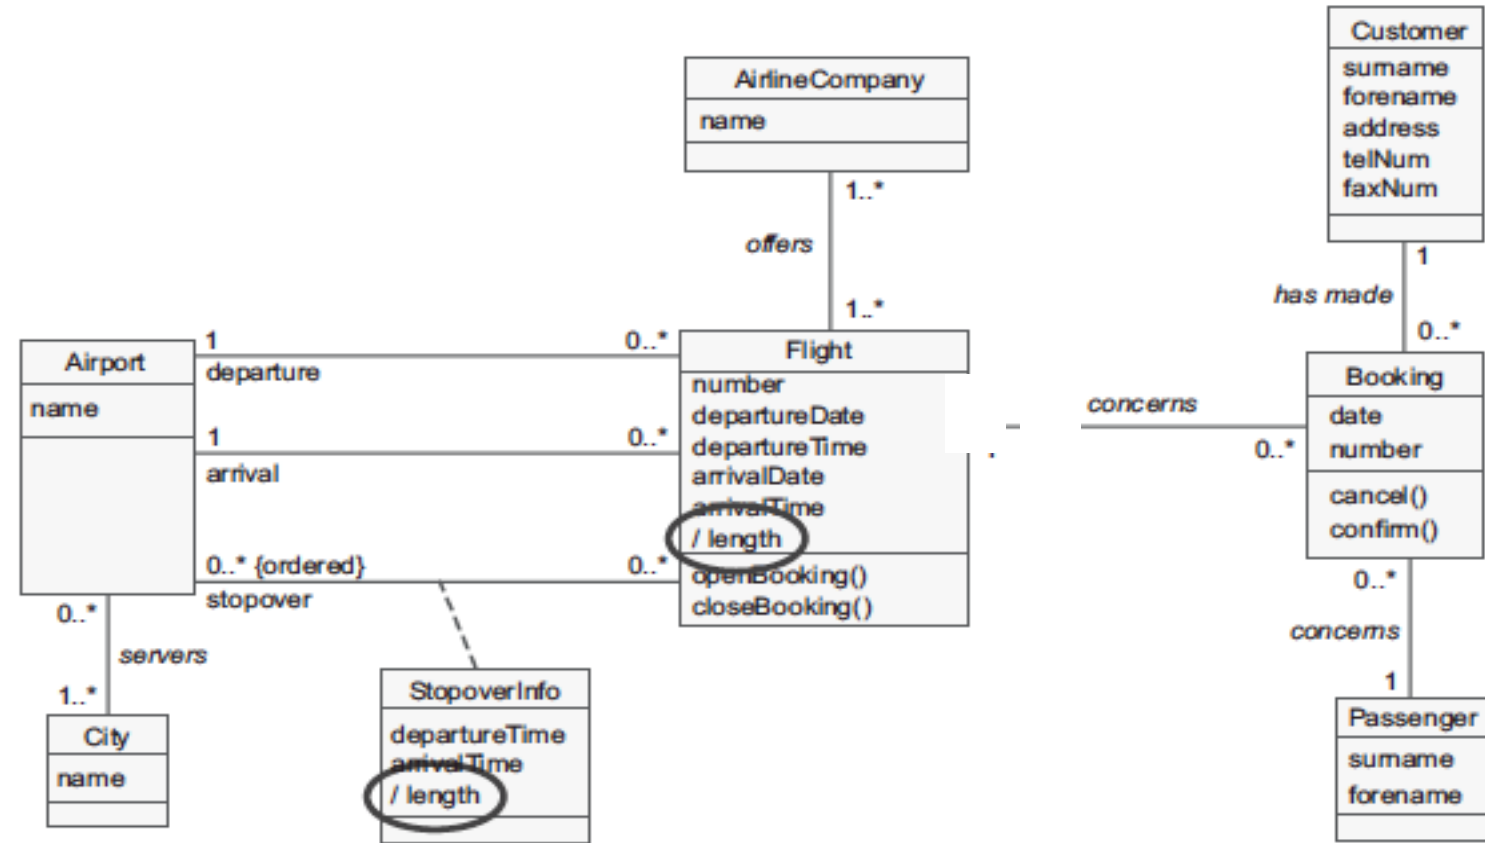 Customer
surname
forename
address
telNum
faxNum
AirlineCompany
name
1..*
offers
1..*
1
has made
0..*
Airport
name
1
departure
0..*
1
arrival
0..*
0..* {ordered}
stopover
0..*
Flight
number
departureDate
departureTime
arrivalDate
arrivalTime
/ length
openBooking()
closeBooking()
concerns
0..*
Booking
date
number
cancel()
confirm()
0..*
concerns
1
Passenger
surname
forename
0..*
servers
1..*
City
name
StopoverInfo
departureTime
arrivalTime
/ length